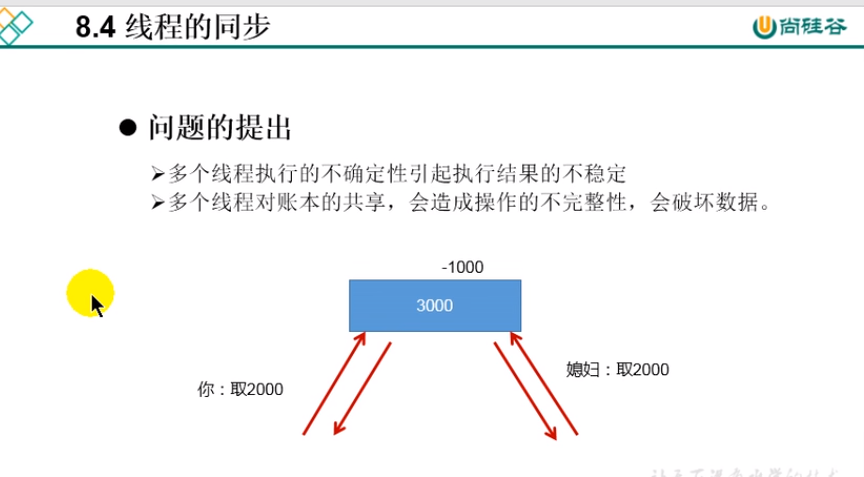 8.4 线程的同步
尚硅谷
● 问题的提出
➢多个线程执行的不确定性引起执行结果的不稳定
➢多个线程对账本的共享，会造成操作的不完整性，会破坏数据。
-1000
3000
媳妇：取2000
你：取2000